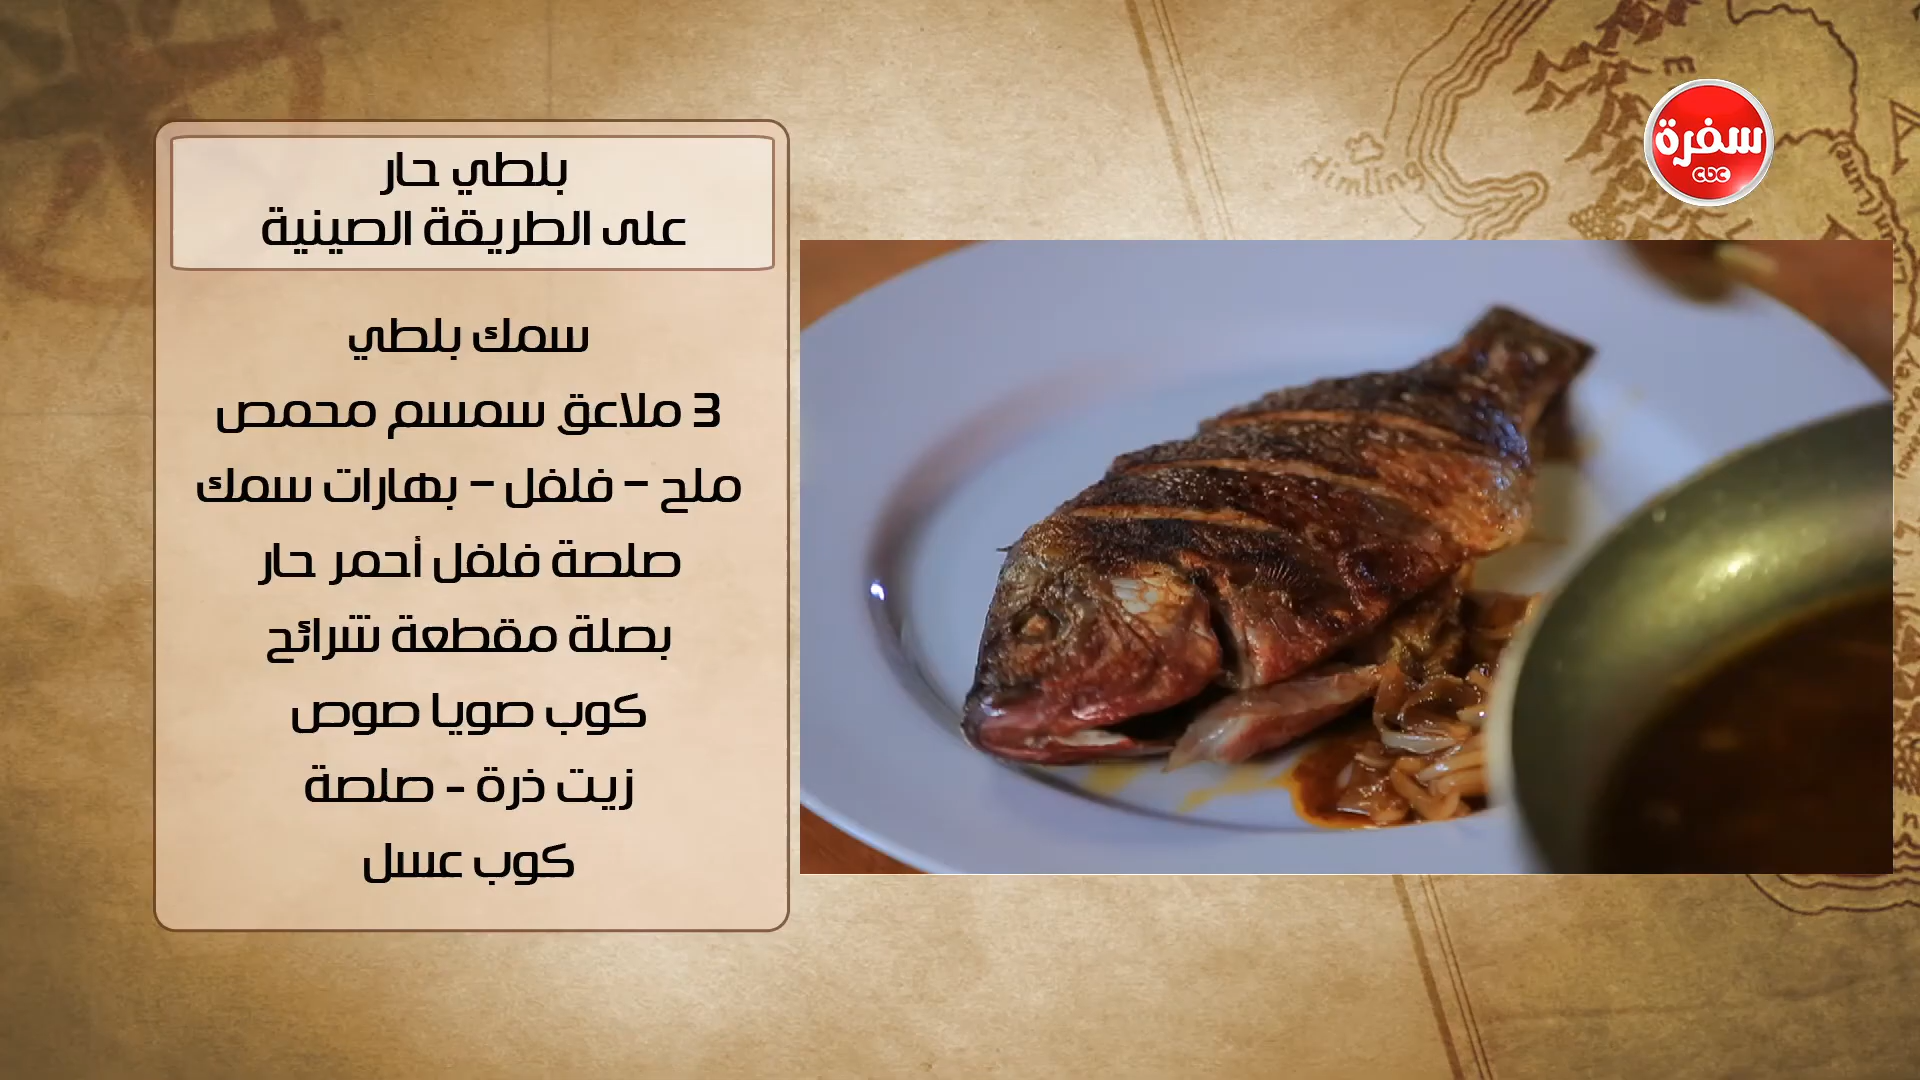 بلطي حار
على الطريقة الصينية
سمك بلطي
3 ملاعق سمسم محمص
ملح – فلفل – بهارات سمك
صلصة فلفل أحمر حار
بصلة مقطعة شرائح
كوب صويا صوص
زيت ذرة - صلصة
كوب عسل
سفرة
cbc
Himling